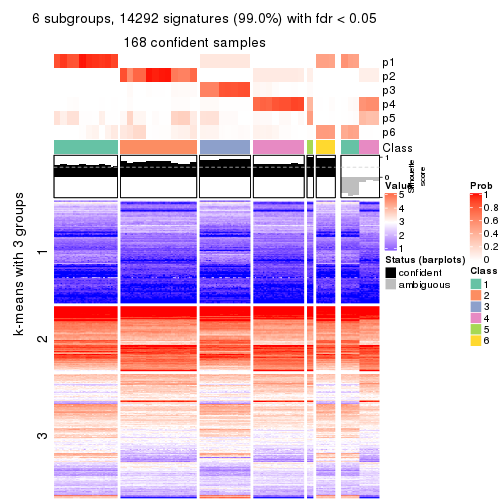 6 subgroups, 14292 signatures (99.0%) with fdr < 0.05
168 confident samples
p1
p2
p3
p4
p5
p6
Class
1
0
Silhouette
score
k-means with 3 groups
1
2
3
Value
5
4
3
2
1
Status (barplots)
confident
ambiguous
Prob
1
0.8
0.6
0.4
0.2
0
Class
1
2
3
4
5
6